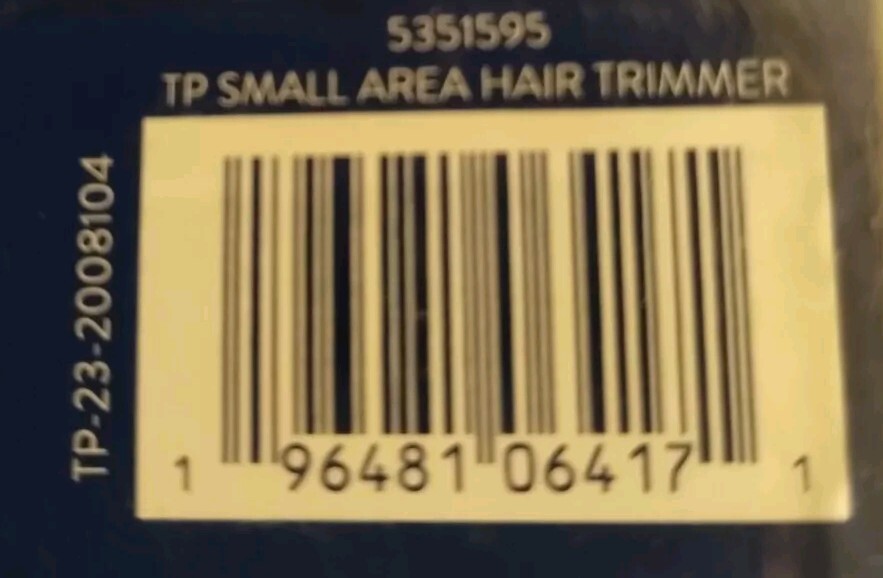 5351595
TP SMALL AREA HAIR TRIMMER
TP-23-2008104
1 96481 06417 1